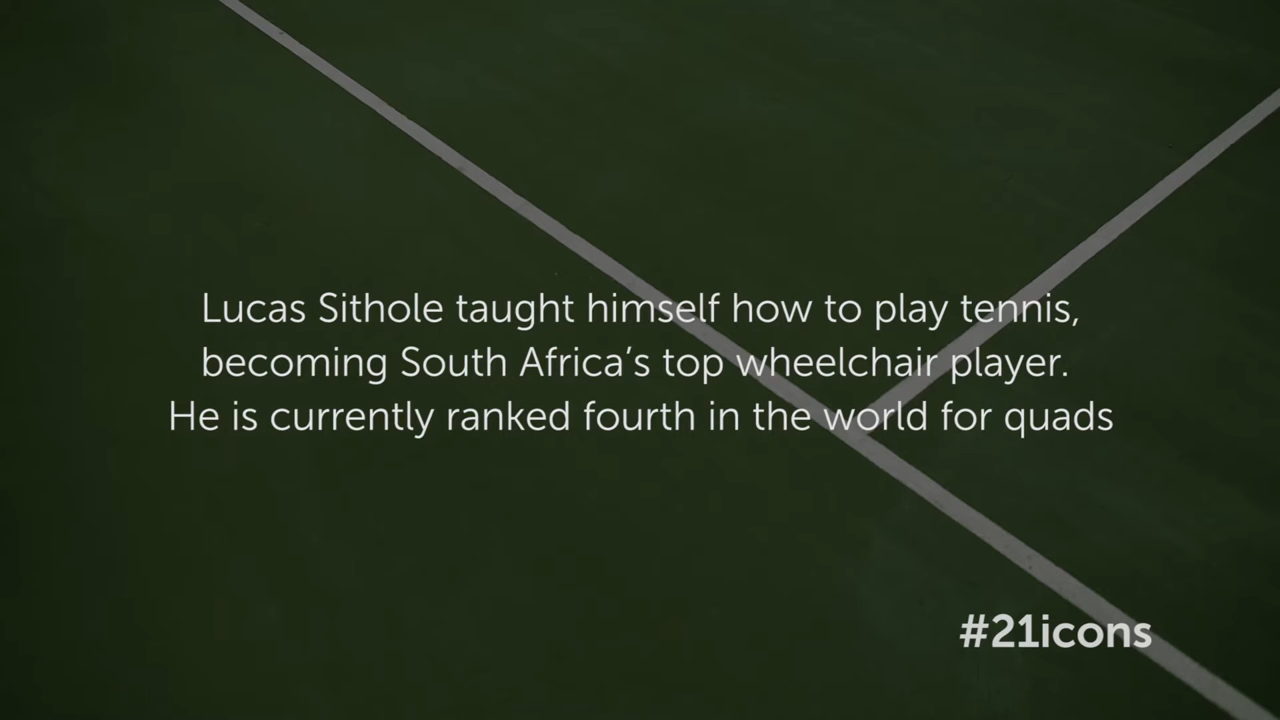 Lucas Sithole taught himself how to play tennis,
becoming South Africa’s top wheelchair player.
He is currently ranked fourth in the world for quads
#21icons